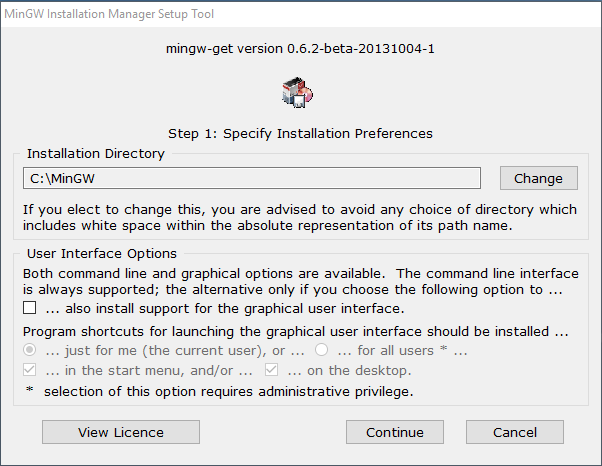 MinGW Installation Manager Setup Tool
mingw-get version 0.6.2-beta-20131004-1
Step 1: Specify Installation Preferences
Installation Directory
C:\MinGW
Change
If you elect to change this, you are advised to avoid any choice of directory which
includes white space within the absolute representation of its path name.
User Interface Options
Both command line and graphical options are available.  The command line interface
is always supported; the alternative only if you choose the following option to ...
... also install support for the graphical user interface.
Program shortcuts for launching the graphical user interface should be installed ...
... just for me (the current user), or ... ... for all users * ...
... in the start menu, and/or ... ... on the desktop.
* selection of this option requires administrative privilege.
View Licence Continue Cancel